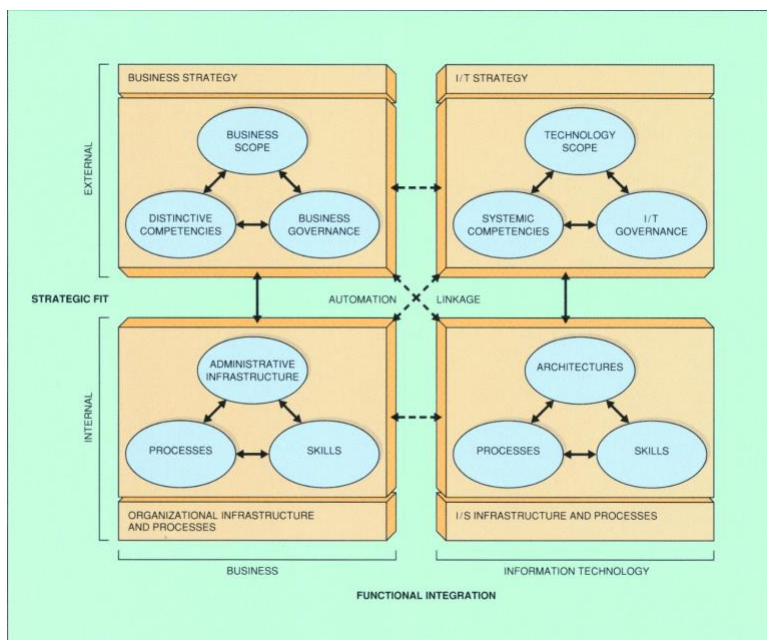 BUSINESS STRATEGY
I/T STRATEGY
EXTERNAL
BUSINESS
SCOPE
TECHNOLOGY
SCOPE
DISTINCTIVE
COMPETENCIES
BUSINESS
GOVERNANCE
SYSTEMIC
COMPETENCIES
I/T
GOVERNANCE
STRATEGIC FIT
AUTOMATION
LINKAGE
INTERNAL
ADMINISTRATIVE
INFRASTRUCTURE
ARCHITECTURES
PROCESSES
SKILLS
PROCESSES
SKILLS
ORGANIZATIONAL INFRASTRUCTURE
AND PROCESSES
I/S INFRASTRUCTURE AND PROCESSES
BUSINESS
INFORMATION TECHNOLOGY
FUNCTIONAL INTEGRATION